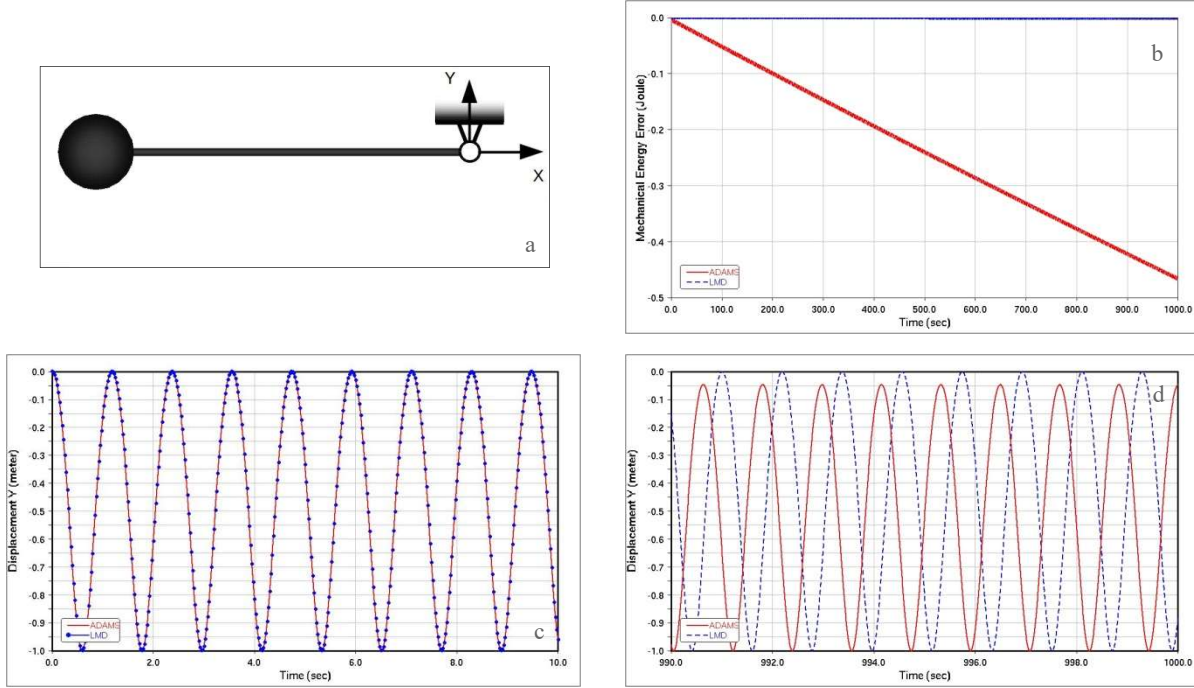 Y
X
a
Mechanical Energy Error (Joule)
0.0
-0.1
-0.2
-0.3
-0.4
-0.5
b
ADAMS
LMD
0.0 100.0 200.0 300.0 400.0 500.0 600.0 700.0 800.0 900.0 1000.0
Time (sec)
Displacement Y (meter)
0.0
-0.1
-0.2
-0.3
-0.4
-0.5
-0.6
-0.7
-0.8
-0.9
-1.0
ADAMS
LMD
c
0.0 2.0 4.0 6.0 8.0 10.0
Time (sec)
Displacement Y (meter)
0.0
-0.1
-0.2
-0.3
-0.4
-0.5
-0.6
-0.7
-0.8
-0.9
-1.0
d
ADAMS
LMD
990.0 992.0 994.0 996.0 998.0 1000.0
Time (sec)